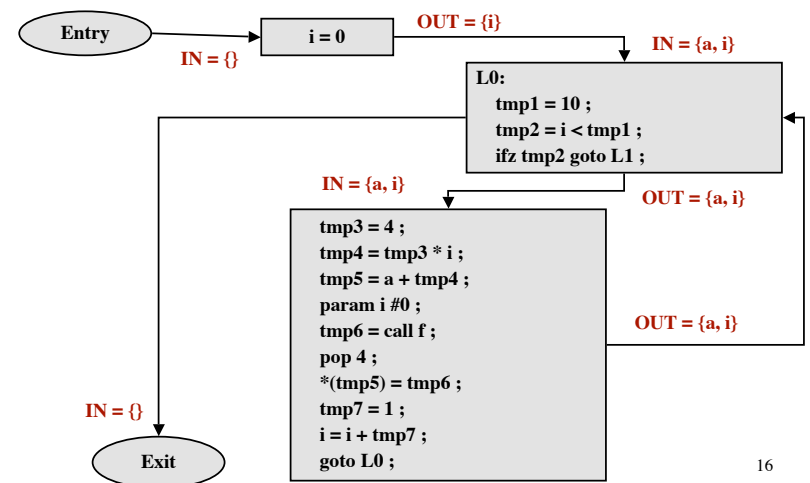 Entry
IN = {}
i = 0
OUT = {i}
IN = {a, i}
L0:
tmp1 = 10 ;
tmp2 = i < tmp1 ;
ifz tmp2 goto L1 ;
IN = {a, i}
OUT = {a, i}
tmp3 = 4 ;
tmp4 = tmp3 * i ;
tmp5 = a + tmp4 ;
param i #0 ;
tmp6 = call f ;
pop 4 ;
*(tmp5) = tmp6 ;
tmp7 = 1 ;
i = i + tmp7 ;
goto L0 ;
OUT = {a, i}
IN = {}
Exit
16